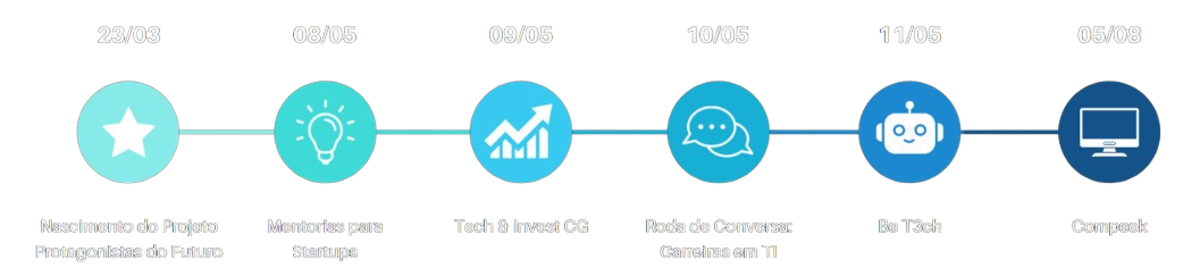 23/03
08/05
09/05
10/05
11/05
05/08
Nascimento do Projeto
Protagonistas do Futuro
Mentorias para
Startups
Tech & Invest CG
Roda de Conversa:
Carreiras em TI
Be T3ch
Compeek